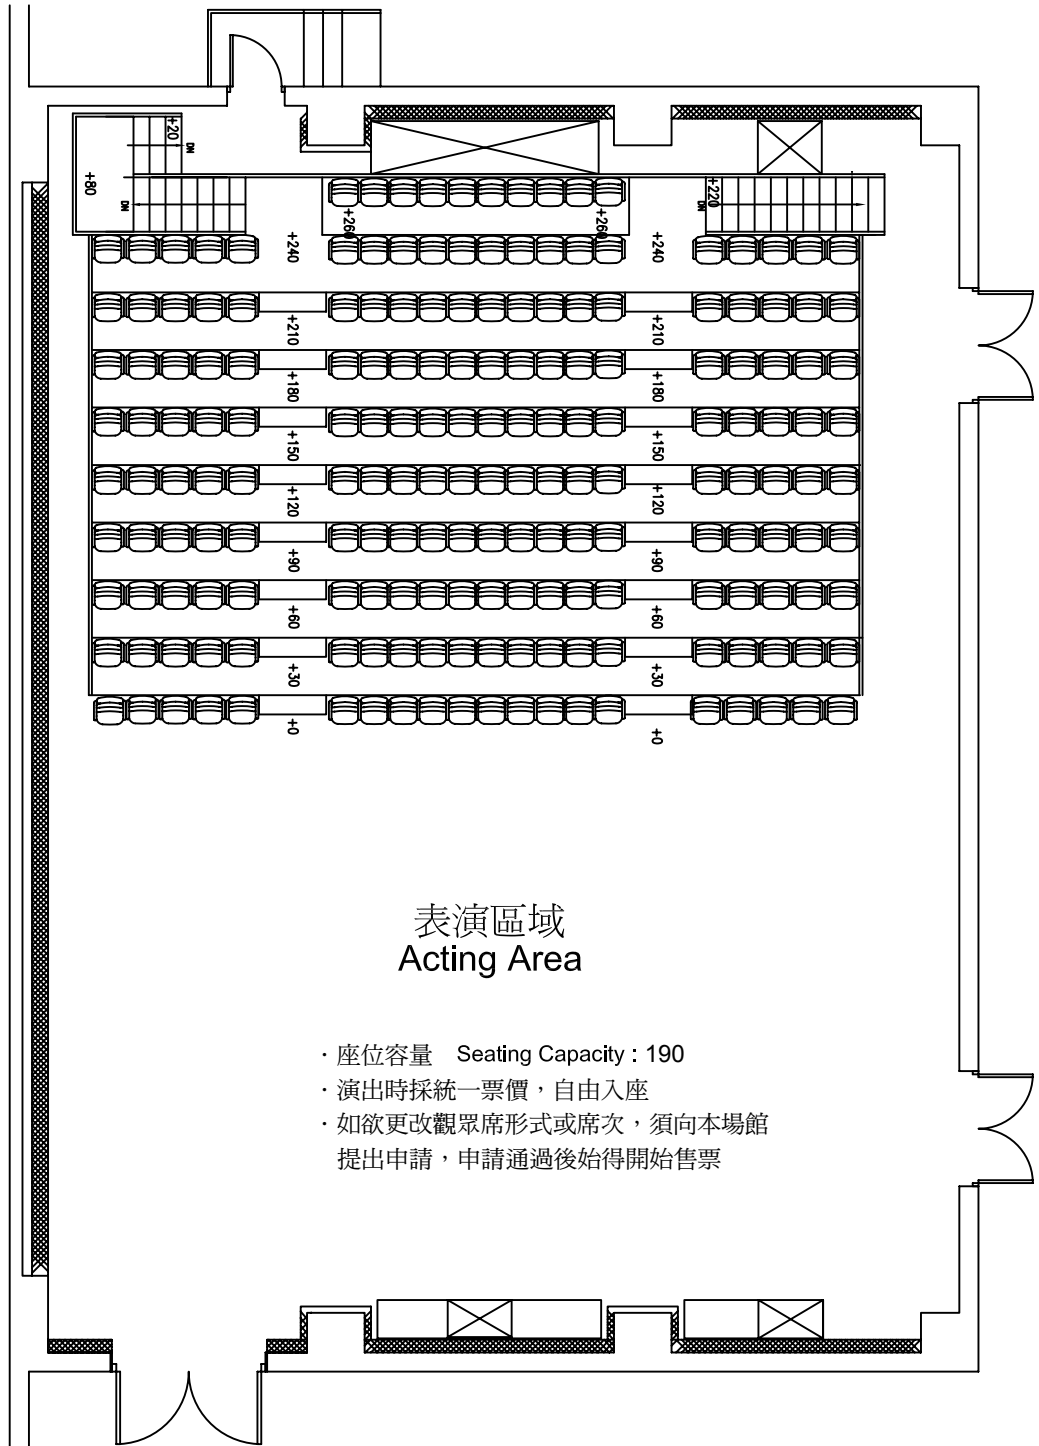 +20
DN
+80
DN
+220
DN
+260
+260
+240
+240
+210
+210
+180
+180
+150
+150
+120
+120
+90
+90
+60
+60
+30
+30
+0
+0
表演區域
Acting Area
·座位容量 Seating Capacity : 190
·演出時採統一票價，自由入座
·如欲更改觀眾席形式或席次，須向本場館
提出申請，申請通過後始得開始售票